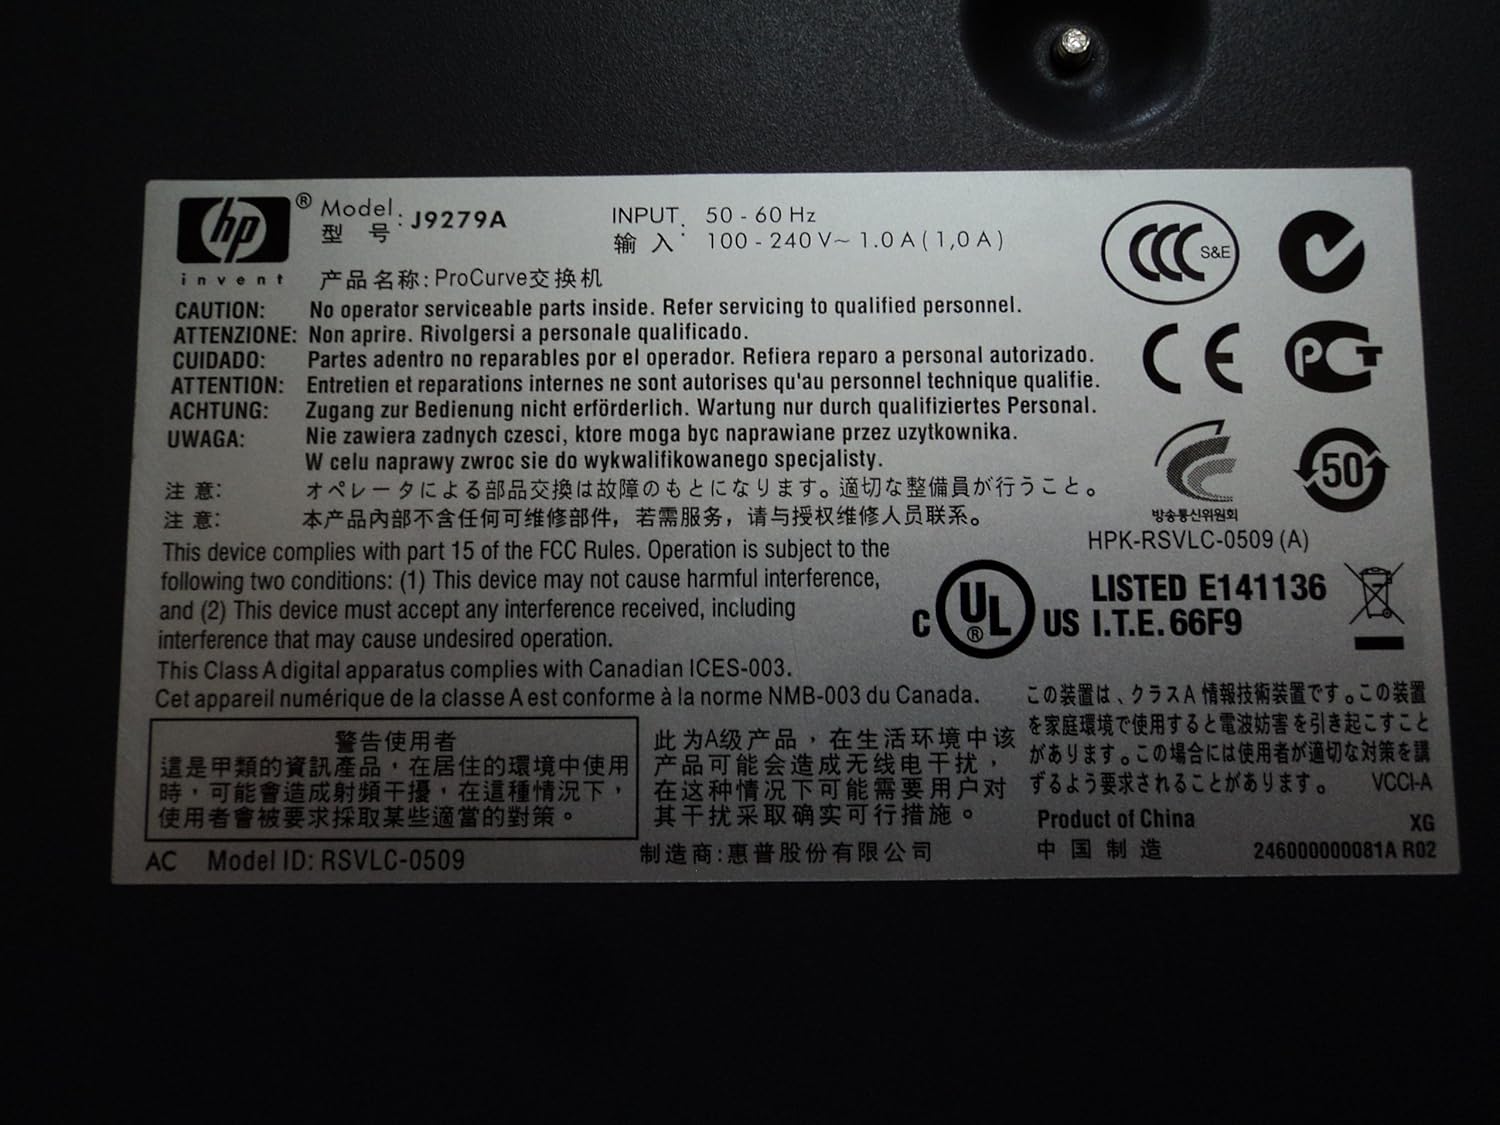 hp ®
invent
Model: J9279A
型 号:
INPUT: 50 - 60 Hz
输 入: 100 - 240 V~ 1.0 A ( 1,0 A )
产品名称: ProCurve交换机
CAUTION: No operator serviceable parts inside. Refer servicing to qualified personnel.
ATTENZIONE: Non aprire. Rivolgersi a personale qualificado.
CUIDADO: Partes adentro no reparables por el operador. Refiera reparo a personal autorizado.
ATTENTION: Entretien et reparations internes ne sont autorises qu'au personnel technique qualifie.
ACHTUNG: Zugang zur Bedienung nicht erförderlich. Wartung nur durch qualifiziertes Personal.
UWAGA: Nie zawiera zadnych czesci, ktore moga byc naprawiane przez uzytkownika.
W celu naprawy zwroc sie do wykwalifikowanego specjalisty.
注 意: オペレータによる部品交換は故障のもとになります。適切な整備員が行うこと。
注 意: 本产品内部不含任何可维修部件，若需服务，请与授权维修人员联系。
This device complies with part 15 of the FCC Rules. Operation is subject to the
following two conditions: (1) This device may not cause harmful interference,
and (2) This device must accept any interference received, including
interference that may cause undesired operation.
This Class A digital apparatus complies with Canadian ICES-003.
Cet appareil numérique de la classe A est conforme à la norme NMB-003 du Canada.
CCC S&E
CE
PCT
50
방송통신위원회
HPK-RSVLC-0509 (A)
C UL ® US
LISTED E141136
I.T.E. 66F9
警告使用者
這是甲類的資訊產品，在居住的環境中使用
時，可能會造成射頻干擾，在這種情況下，
使用者會被要求採取某些適當的對策。
此为A级产品，在生活环境中该
产品可能会造成无线电干扰，
在这种情况下可能需要用户对
其干扰采取确实可行措施。
この装置は、クラスA 情報技術装置です。この装置
を家庭環境で使用すると電波妨害を引き起こすこと
があります。この場合には使用者が適切な対策を講
ずるよう要求されることがあります。 VCCI-A
AC Model ID: RSVLC-0509
制造商:惠普股份有限公司
Product of China XG
中 国 制 造 246000000081A R02